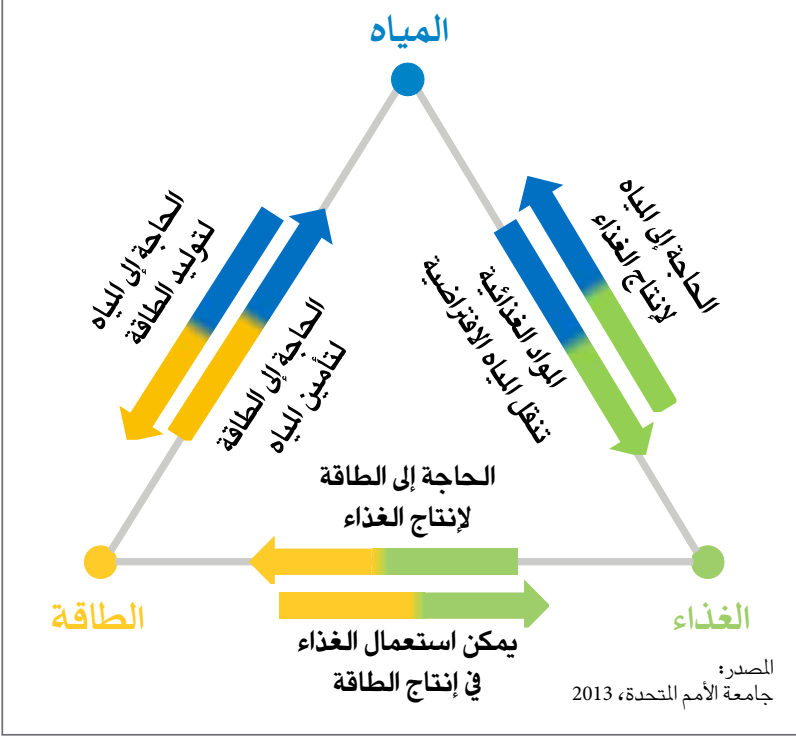 المياه
الحاجة إلى المياه
لتوليد الطاقة
الحاجة إلى الطاقة
لتأمين المياه
الحاجة إلى المياه
لإنتاج الغذاء
المواد الغذائية
تنقل المياه الافتراضية
الحاجة إلى الطاقة
لإنتاج الغذاء
الطاقة
الغذاء
يمكن استعمال الغذاء
في إنتاج الطاقة
المصدر:
جامعة الأمم المتحدة، 2013